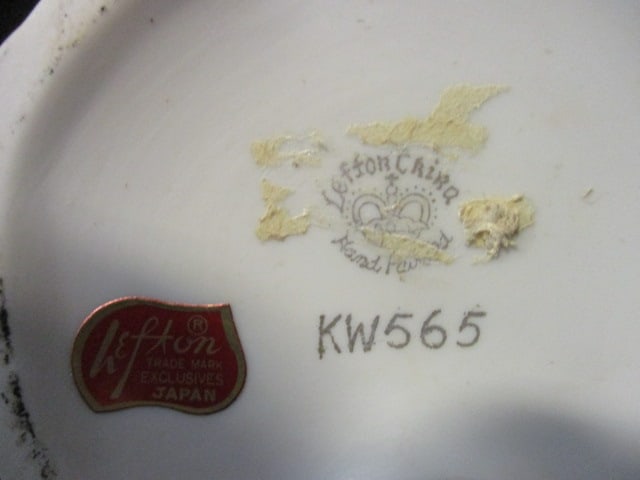 Lefton China
Hand Painted
KW565
Lefton ®
TRADE MARK
EXCLUSIVES
JAPAN